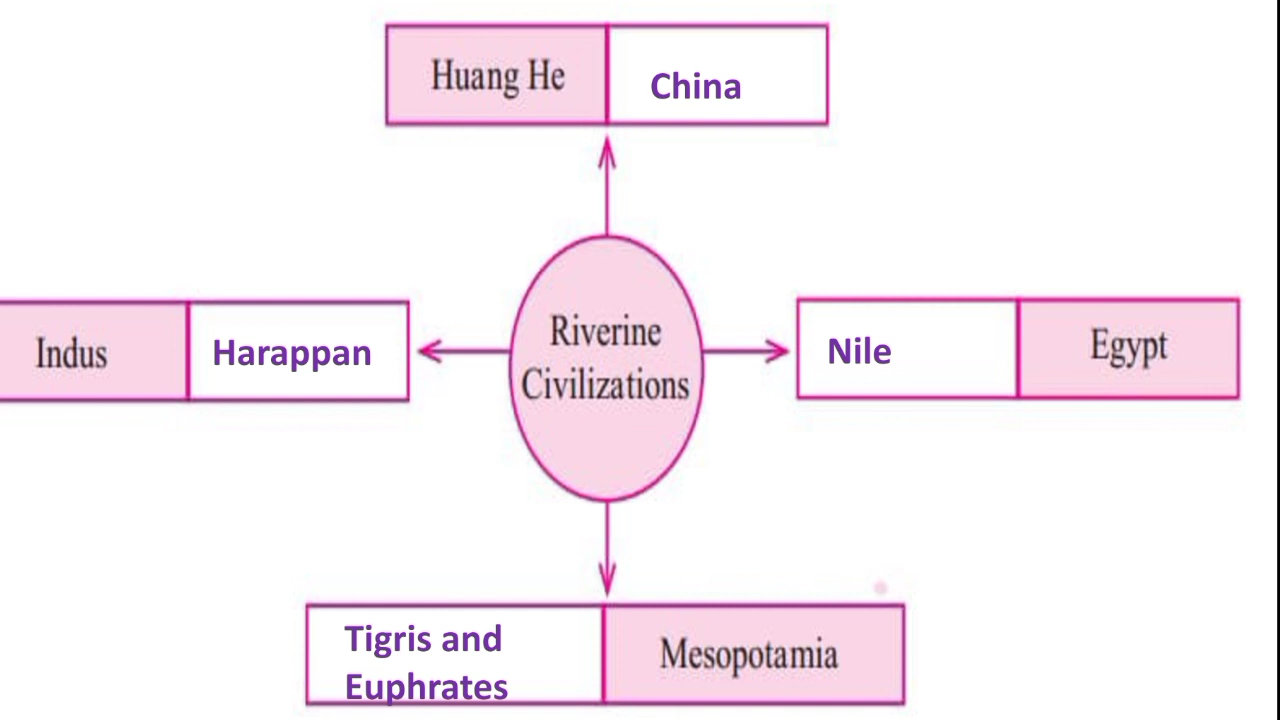 Huang He
China
Indus
Harappan
Riverine
Civilizations
Nile
Egypt
Tigris and
Euphrates
Mesopotamia